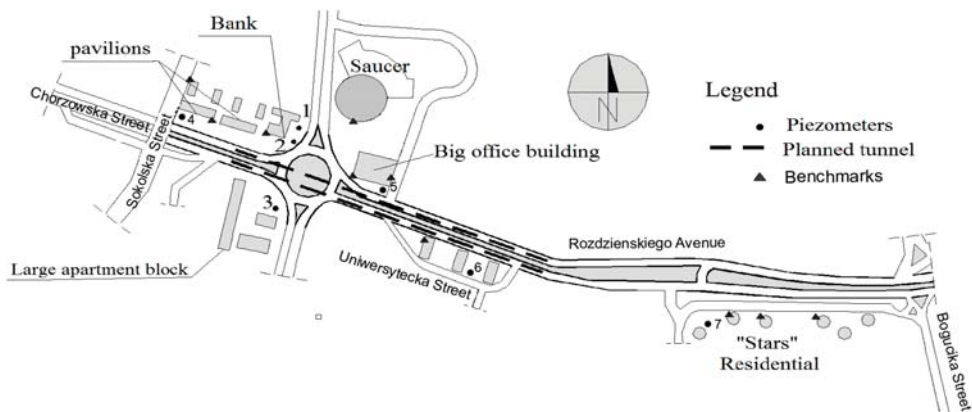 Bank
pavilions
Saucer
Chorzowska Street
Sokolska Street
1
2
3
4
5
6
7
Big office building
Large apartment block
Uniwersytecka Street
Rozdzienskiego Avenue
"Stars"
Residential
Bogucika Street
N
Legend
Piezometers
Planned tunnel
Benchmarks